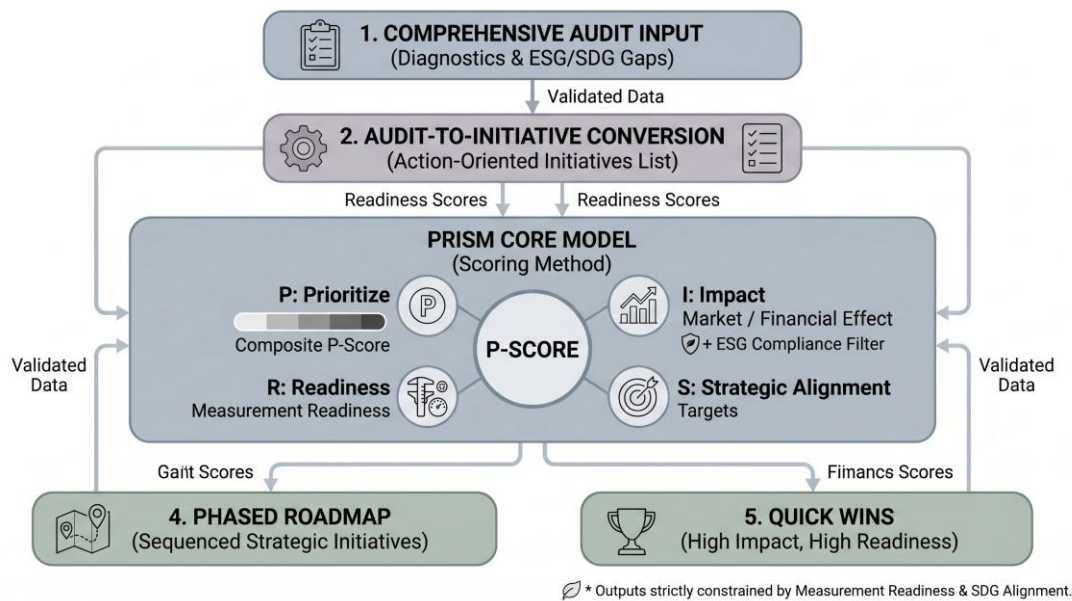 1. COMPREHENSIVE AUDIT INPUT
(Diagnostics & ESG/SDG Gaps)
Validated Data
2. AUDIT-TO-INITIATIVE CONVERSION
(Action-Oriented Initiatives List)
Readiness Scores
Readiness Scores
PRISM CORE MODEL
(Scoring Method)
P: Prioritize
P
Composite P-Score
I: Impact
Market / Financial Effect
+ ESG Compliance Filter
P-SCORE
R: Readiness
Measurement Readiness
S: Strategic Alignment
Targets
Validated
Data
Validated
Data
Scores
Scores
4. PHASED ROADMAP
(Sequenced Strategic Initiatives)
5. QUICK WINS
(High Impact, High Readiness)
* Outputs strictly constrained by Measurement Readiness & SDG Alignment.